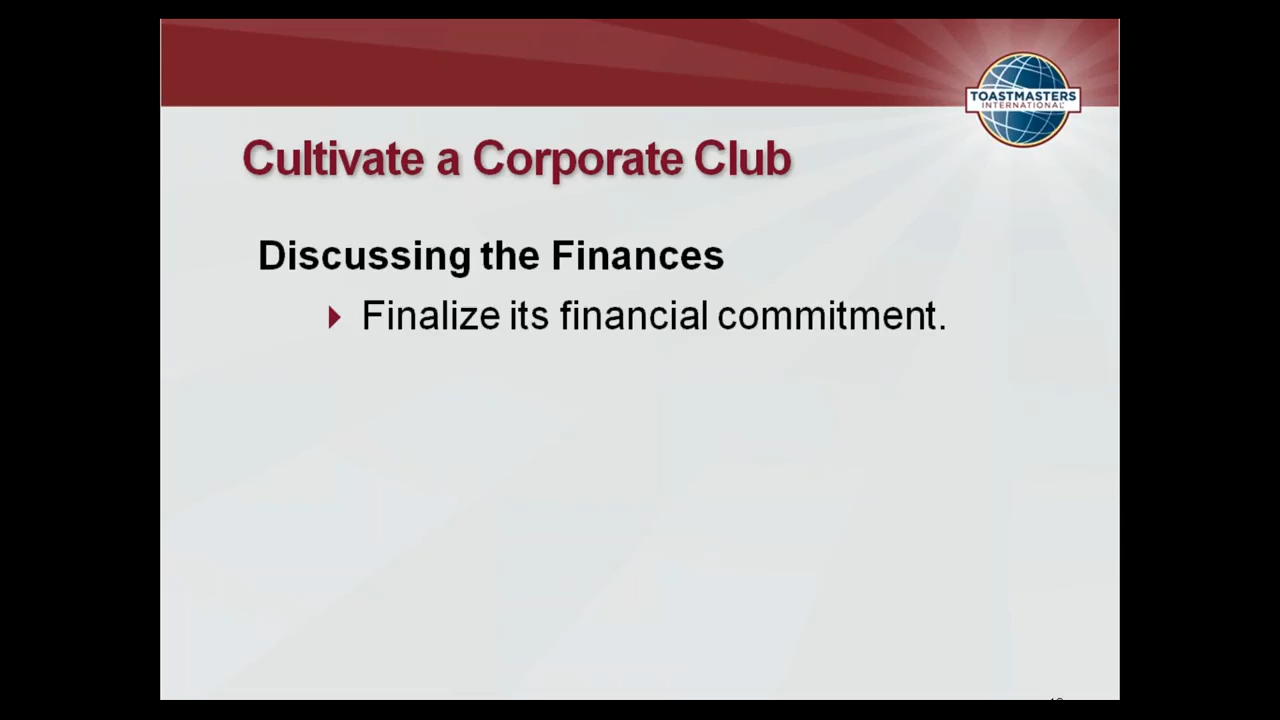 TOASTMASTERS
INTERNATIONAL
Cultivate a Corporate Club
Discussing the Finances
Finalize its financial commitment.